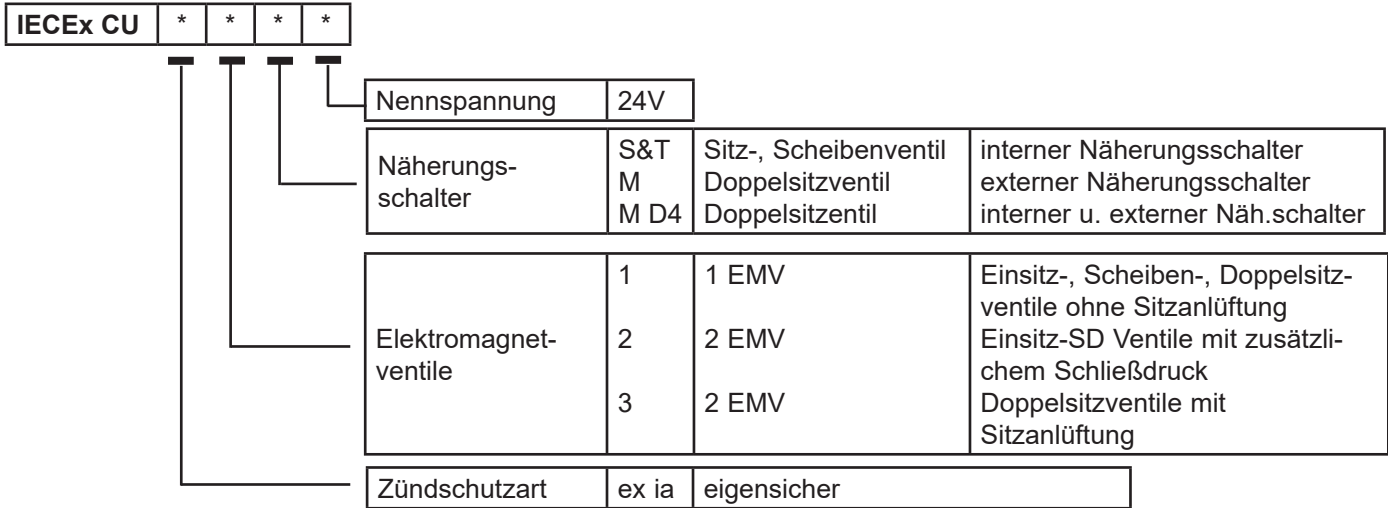 IECEx CU * * * *
Nennspannung 24V
Näherungs-
schalter
S&T Sitz-, Scheibenventil interner Näherungsschalter
M Doppelsitzventil externer Näherungsschalter
M D4 Doppelsitzentil interner u. externer Näh.schalter
Elektromagnet-
ventile
1 1 EMV Einsitz-, Scheiben-, Doppelsitz-
ventile ohne Sitzanlüftung
2 2 EMV Einsitz-SD Ventile mit zusätzli-
chem Schließdruck
3 2 EMV Doppelsitzventile mit
Sitzanlüftung
Zündschutzart ex ia eigensicher